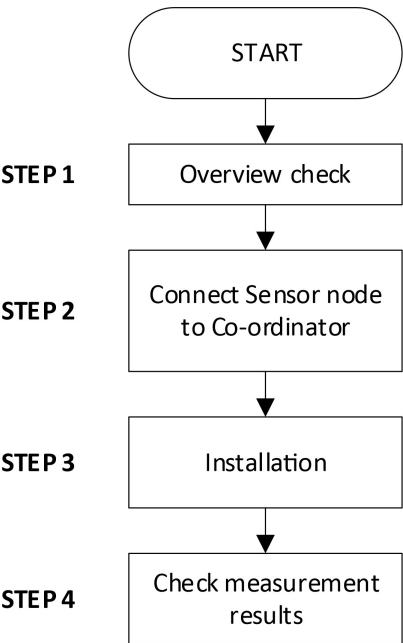 START
STEP 1
Overview check
STEP 2
Connect Sensor node
to Co-ordinator
STEP 3
Installation
STEP 4
Check measurement
results